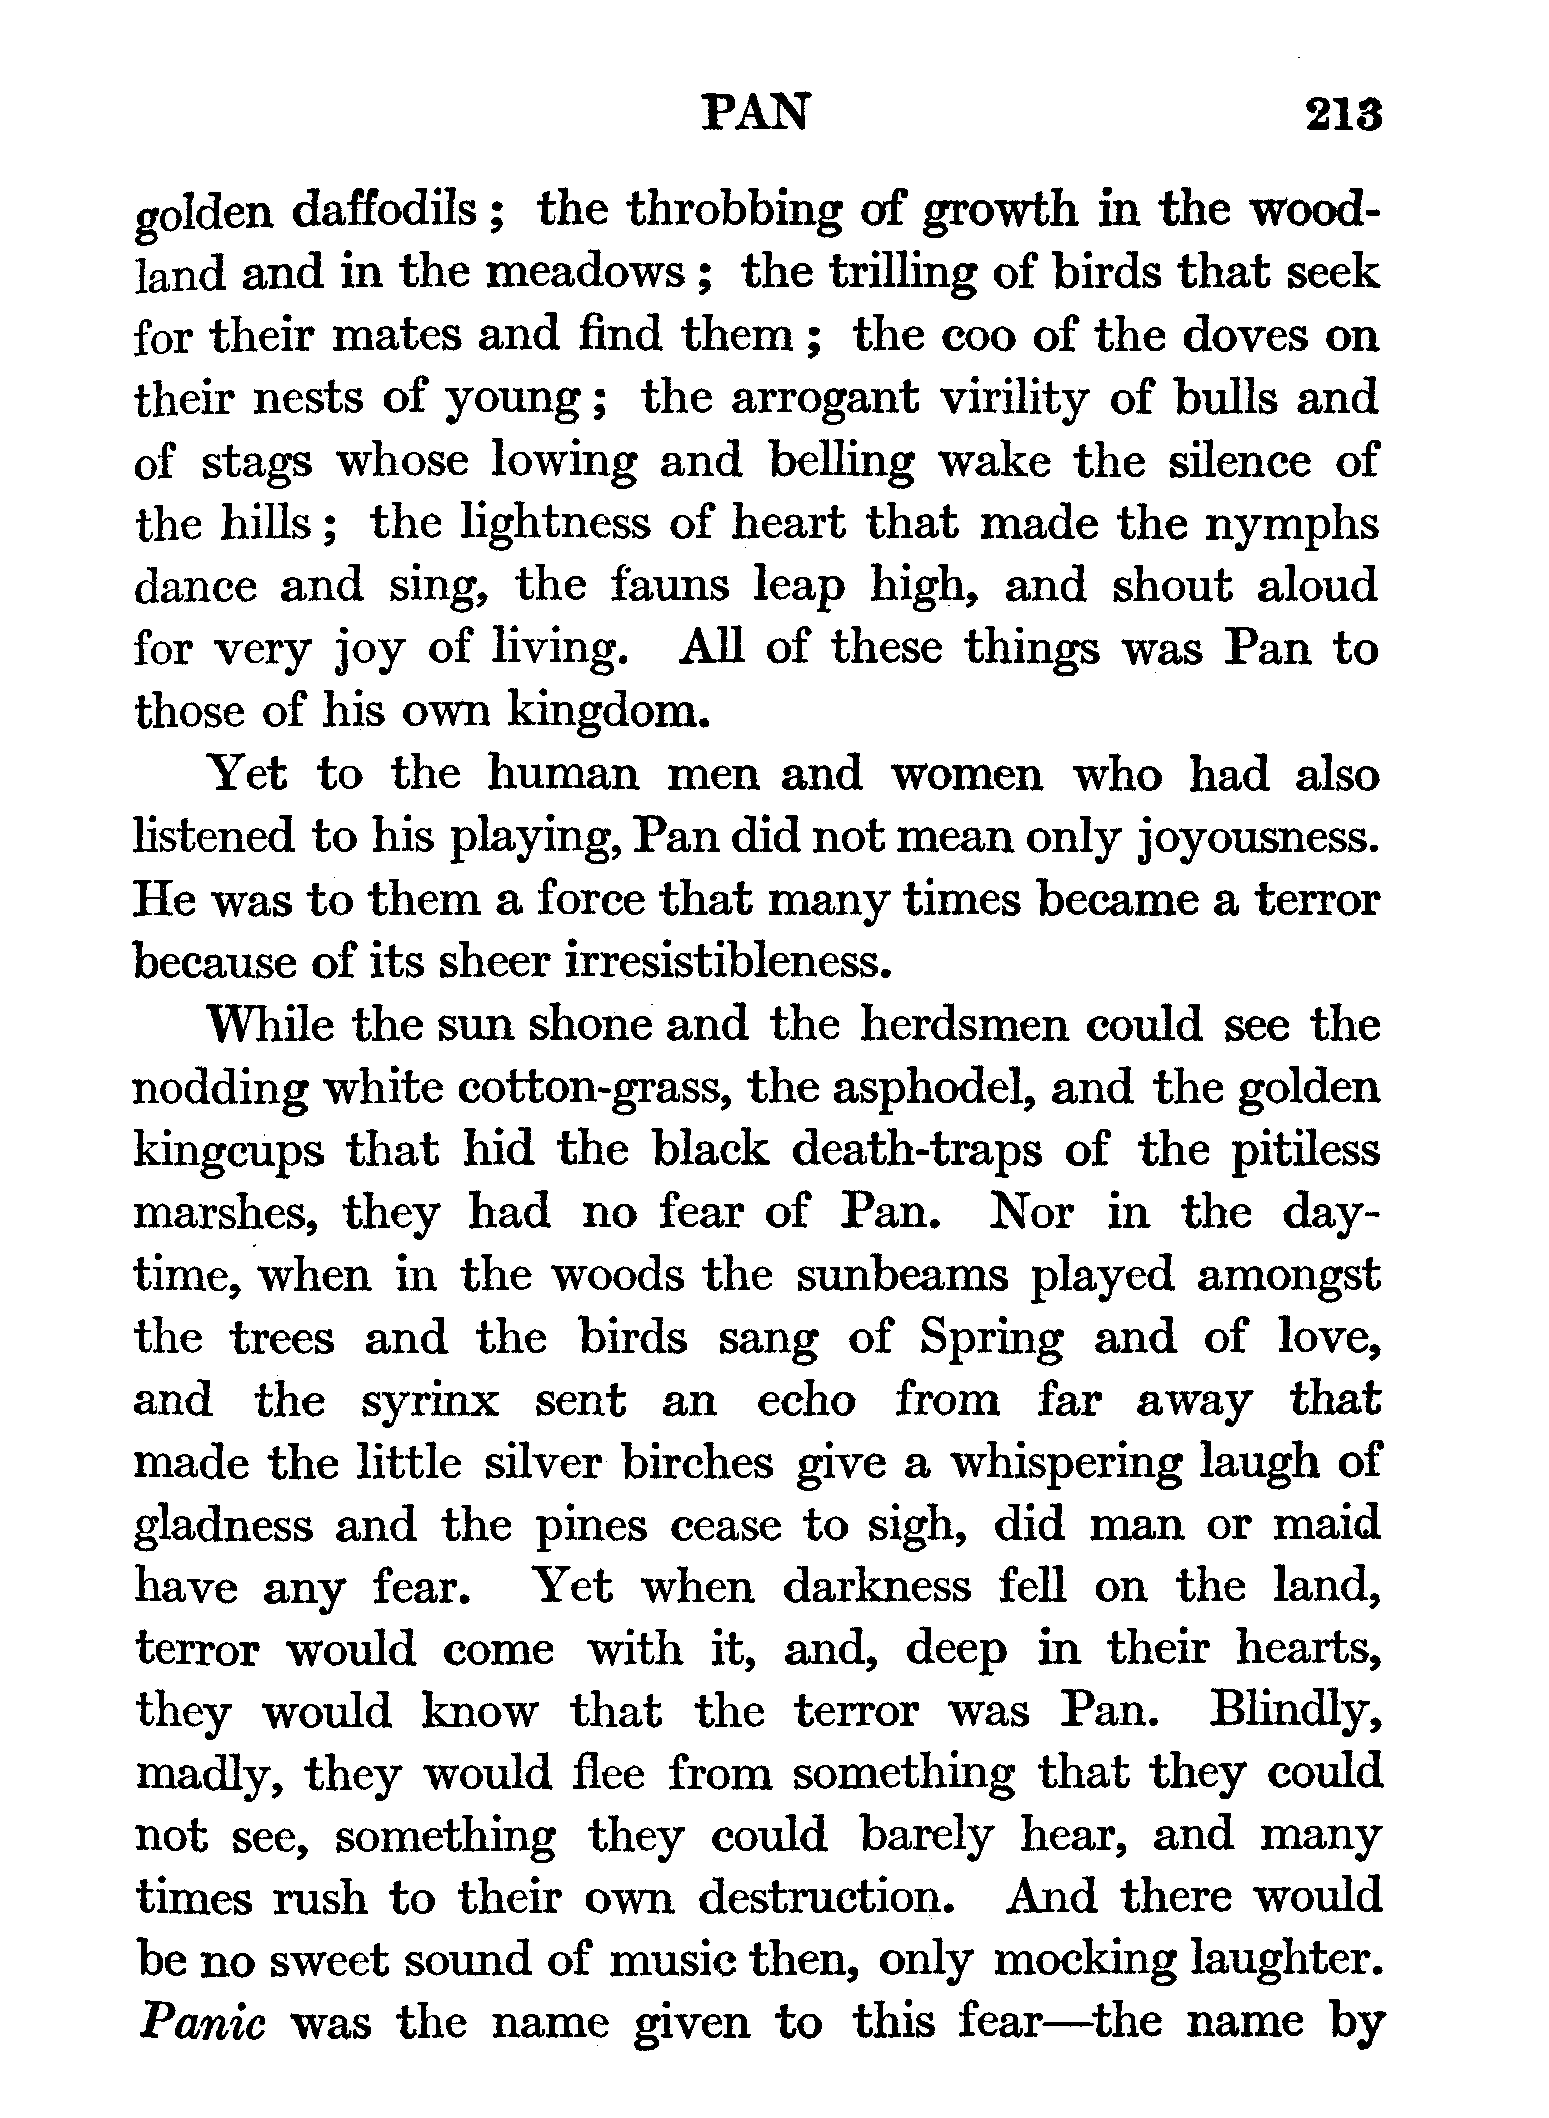 PAN 213
golden daffodils ; the throbbing of growth in the wood-
land and in the meadows ; the trilling of birds that seek
for their mates and find them ; the coo of the doves on
their nests of young ; the arrogant virility of bulls and
of stags whose lowing and belling wake the silence of
the hills ; the lightness of heart that made the nymphs
dance and sing, the fauns leap high, and shout aloud
for very joy of living. All of these things was Pan to
those of his own kingdom.
Yet to the human men and women who had also
listened to his playing, Pan did not mean only joyousness.
He was to them a force that many times became a terror
because of its sheer irresistibleness.
While the sun shone and the herdsmen could see the
nodding white cotton-grass, the asphodel, and the golden
kingcups that hid the black death-traps of the pitiless
marshes, they had no fear of Pan. Nor in the day-
time, when in the woods the sunbeams played amongst
the trees and the birds sang of Spring and of love,
and the syrinx sent an echo from far away that
made the little silver birches give a whispering laugh of
gladness and the pines cease to sigh, did man or maid
have any fear. Yet when darkness fell on the land,
terror would come with it, and, deep in their hearts,
they would know that the terror was Pan. Blindly,
madly, they would flee from something that they could
not see, something they could barely hear, and many
times rush to their own destruction. And there would
be no sweet sound of music then, only mocking laughter.
Panic was the name given to this fear—the name by